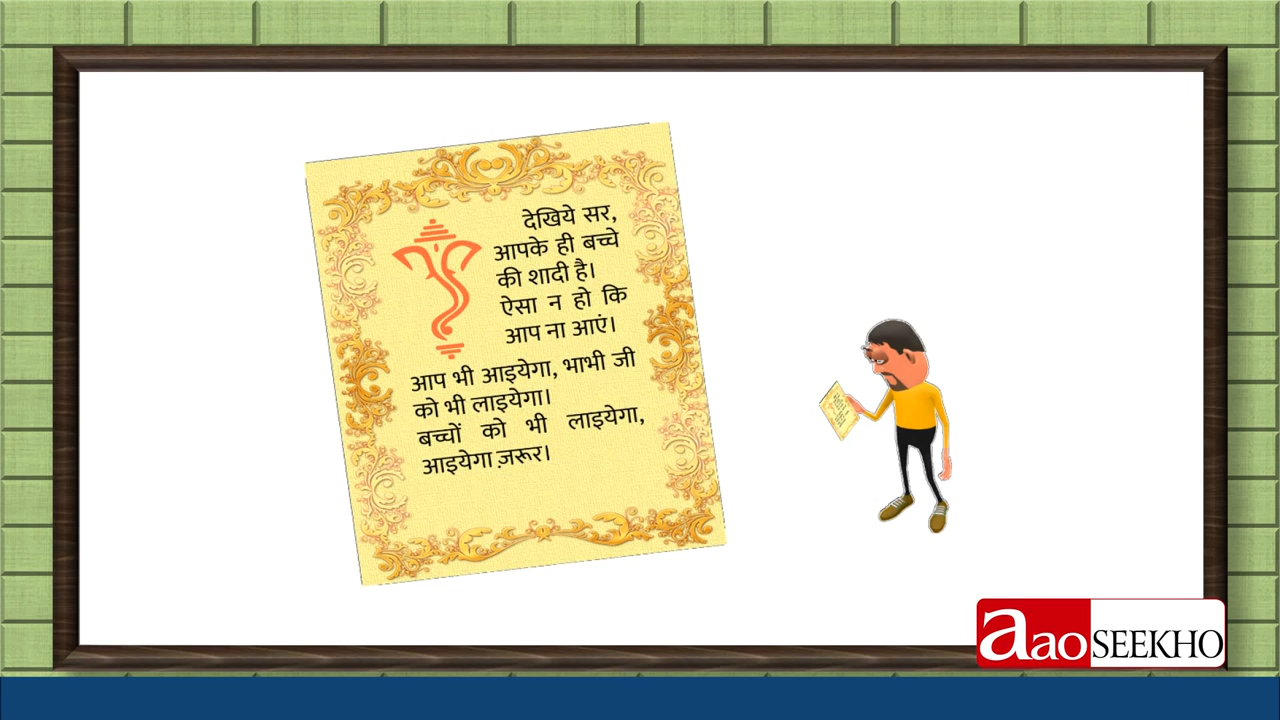 देखिये सर,
आपके ही बच्चे
की शादी है।
ऐसा न हो कि
आप ना आएं।
आप भी आइयेगा, भाभी जी
को भी लाइयेगा।
बच्चों को भी लाइयेगा,
आइयेगा ज़रूर।
aao SEEKHO